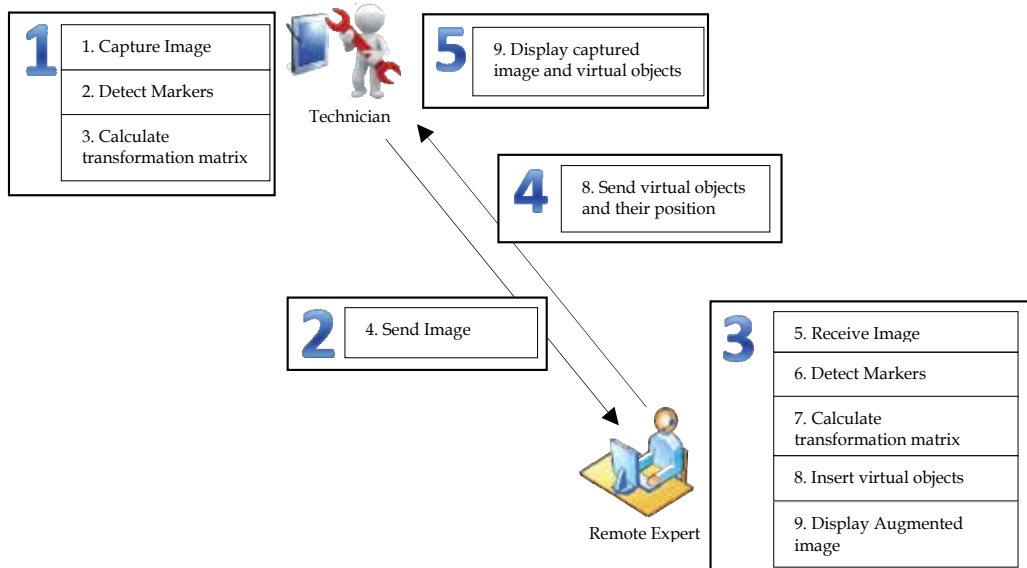 1
1. Capture Image
2. Detect Markers
3. Calculate
transformation matrix
Technician
5
9. Display captured
image and virtual objects
4
8. Send virtual objects
and their position
2
4. Send Image
3
5. Receive Image
6. Detect Markers
7. Calculate
transformation matrix
8. Insert virtual objects
9. Display Augmented
image
Remote Expert